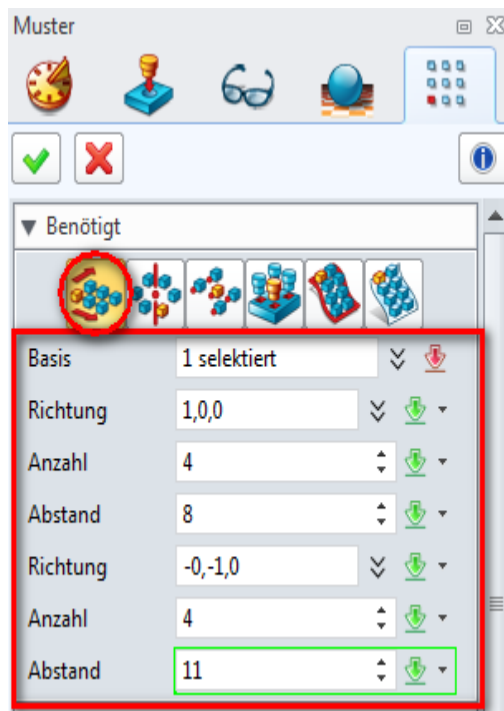 Muster
Benötigt
Basis 1 selektiert
Richtung 1,0,0
Anzahl 4
Abstand 8
Richtung -0,-1,0
Anzahl 4
Abstand 11